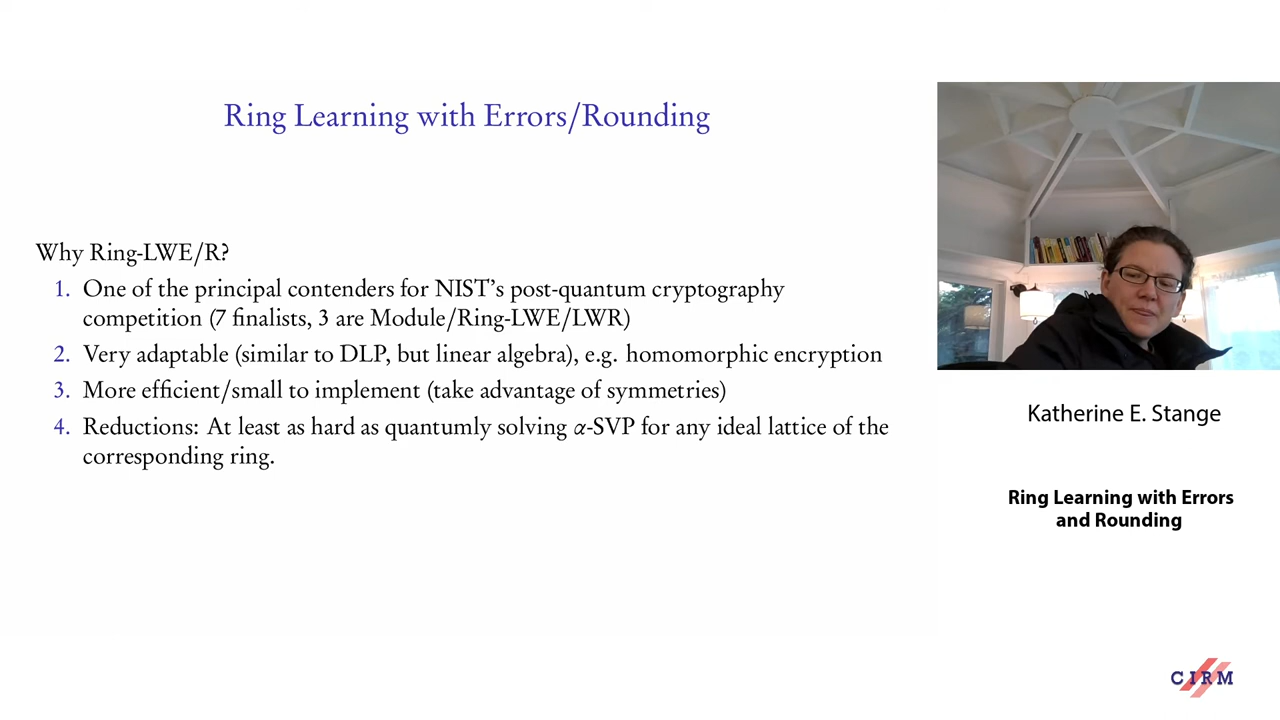 Ring Learning with Errors/Rounding
Why Ring-LWE/R?
1. One of the principal contenders for NIST's post-quantum cryptography
competition (7 finalists, 3 are Module/Ring-LWE/LWR)
2. Very adaptable (similar to DLP, but linear algebra), e.g. homomorphic encryption
3. More efficient/small to implement (take advantage of symmetries)
4. Reductions: At least as hard as quantumly solving α-SVP for any ideal lattice of the
corresponding ring.
Katherine E. Stange
Ring Learning with Errors
and Rounding
CIRM